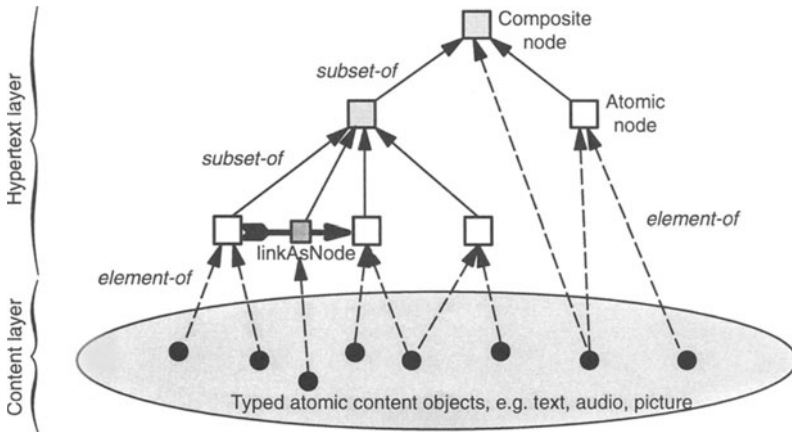 Composite
node
subset-of
Hypertext layer
Atomic
node
subset-of
element-of
linkAsNode
element-of
Content layer
Typed atomic content objects, e.g. text, audio, picture